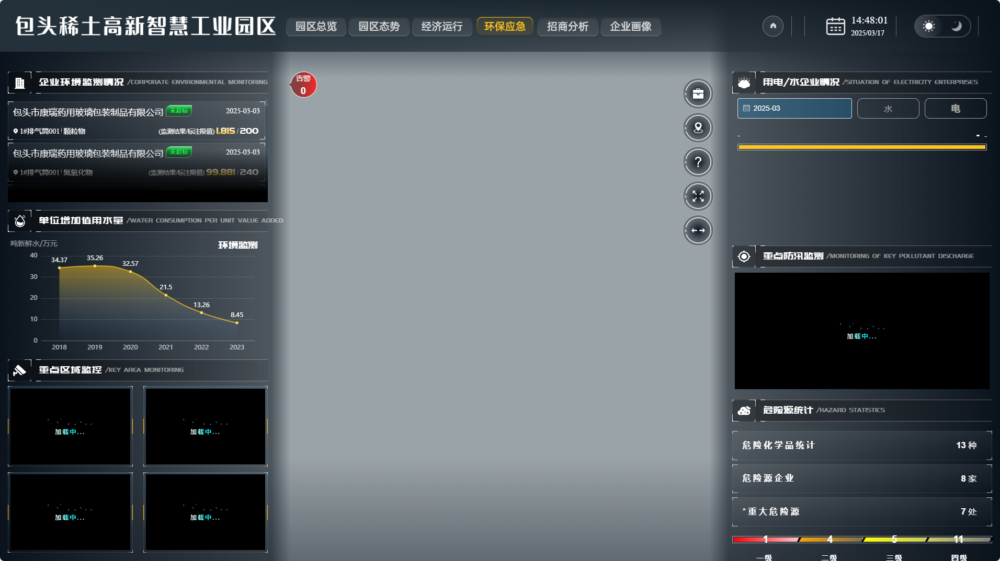 包头稀土高新智慧工业园区
园区总览
园区态势
经济运行
环保应急
招商分析
企业画像
14:48:01
2025/03/17
企业环境监测情况 /CORPORATE ENVIRONMENTAL MONITORING
包头市康瑞药用玻璃包装制品有限公司 未超标 2025-03-03
1#排气筒001 颗粒物 (监测结果/标注限值) 1.815 / 200
包头市康瑞药用玻璃包装制品有限公司 未超标 2025-03-03
1#排气筒001 氮氧化物 (监测结果/标注限值) 99.881 / 240
单位增加值用水量 /WATER CONSUMPTION PER UNIT VALUE ADDED
吨新鲜水/万元
环境监测
40
30
20
10
0
34.37
35.26
32.57
21.5
13.26
8.45
2018
2019
2020
2021
2022
2023
重点区域监控 /KEY AREA MONITORING
加载中...
加载中...
加载中...
加载中...
告警
0
?
用电/水企业情况 /SITUATION OF ELECTRICITY ENTERPRISES
2025-03
水
电
-
- -
重点防汛监测 /MONITORING OF KEY POLLUTANT DISCHARGE
加载中...
危险源统计 /HAZARD STATISTICS
危险化学品统计 13 种
危险源企业 8 家
*重大危险源 7 处
1
4
5
11
一级
二级
三级
四级